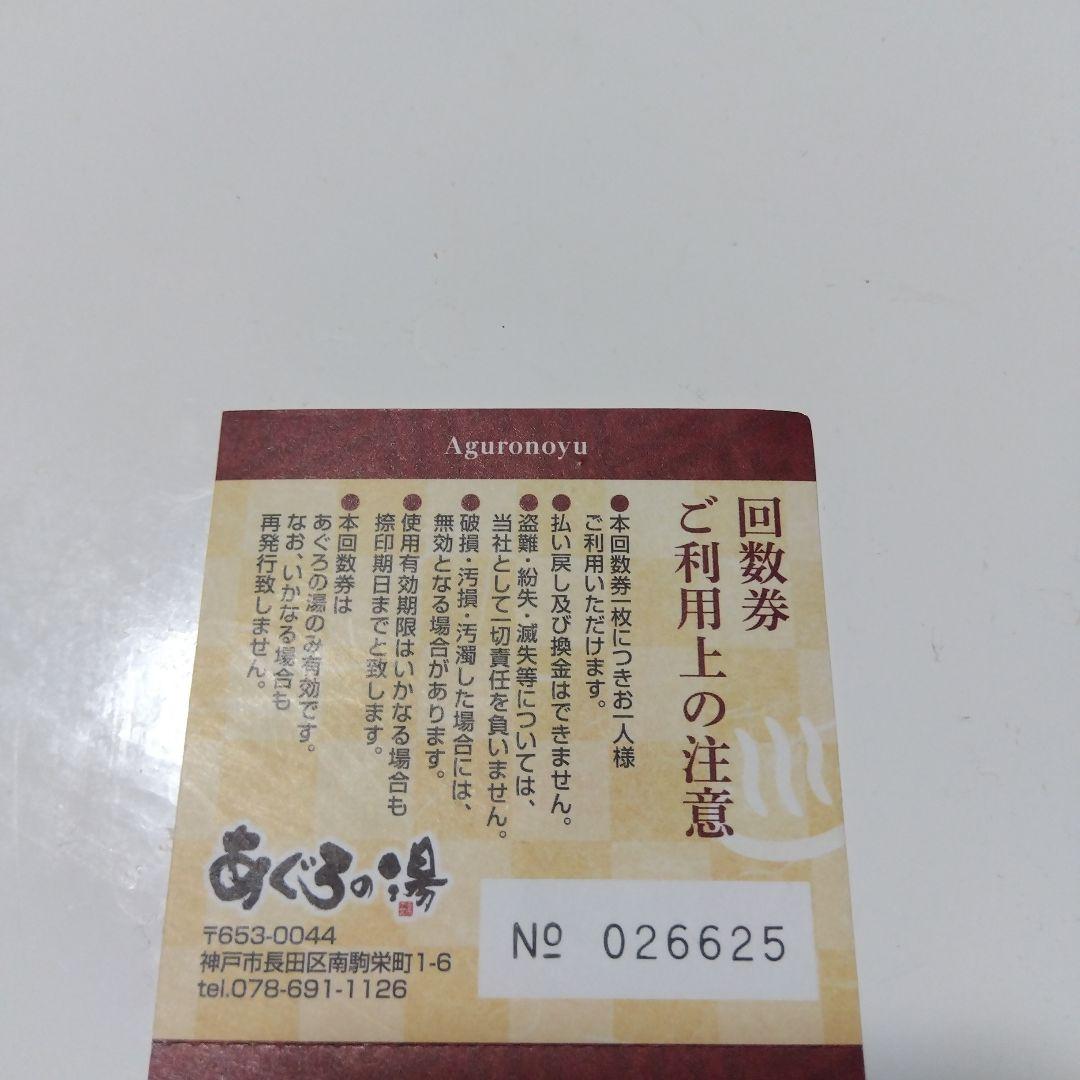 Aguronoyu
回数券
ご利用上の注意
●本回数券一枚につきお一人様
ご利用いただけます。
●払い戻し及び換金はできません。
●盗難・紛失・滅失等については、
当社として一切責任を負いません。
●破損・汚損・汚濁した場合には、
無効となる場合があります。
●使用有効期限はいかなる場合も
捺印期日までと致します。
●本回数券は
あぐろの湯のみ有効です。
なお、いかなる場合も
再発行致しません。
あぐろの湯
〒653-0044
神戸市長田区南駒栄町1-6
tel.078-691-1126
№ 026625